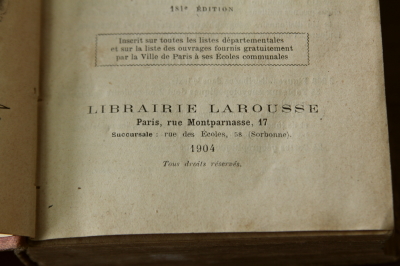 181e ÉDITION
Inscrit sur toutes les listes départementales
et sur la liste des ouvrages fournis gratuitement
par la Ville de Paris à ses Écoles communales
LIBRAIRIE LAROUSSE
Paris, rue Montparnasse, 17
Succursale : rue des Écoles, 58 (Sorbonne).
1904
Tous droits réservés.